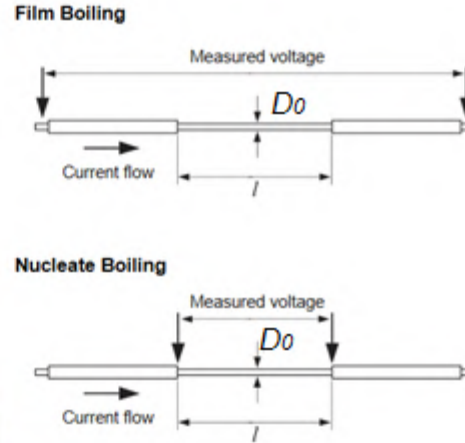 Film Boiling
Measured voltage
D0
Current flow
l
Nucleate Boiling
Measured voltage
D0
Current flow
l